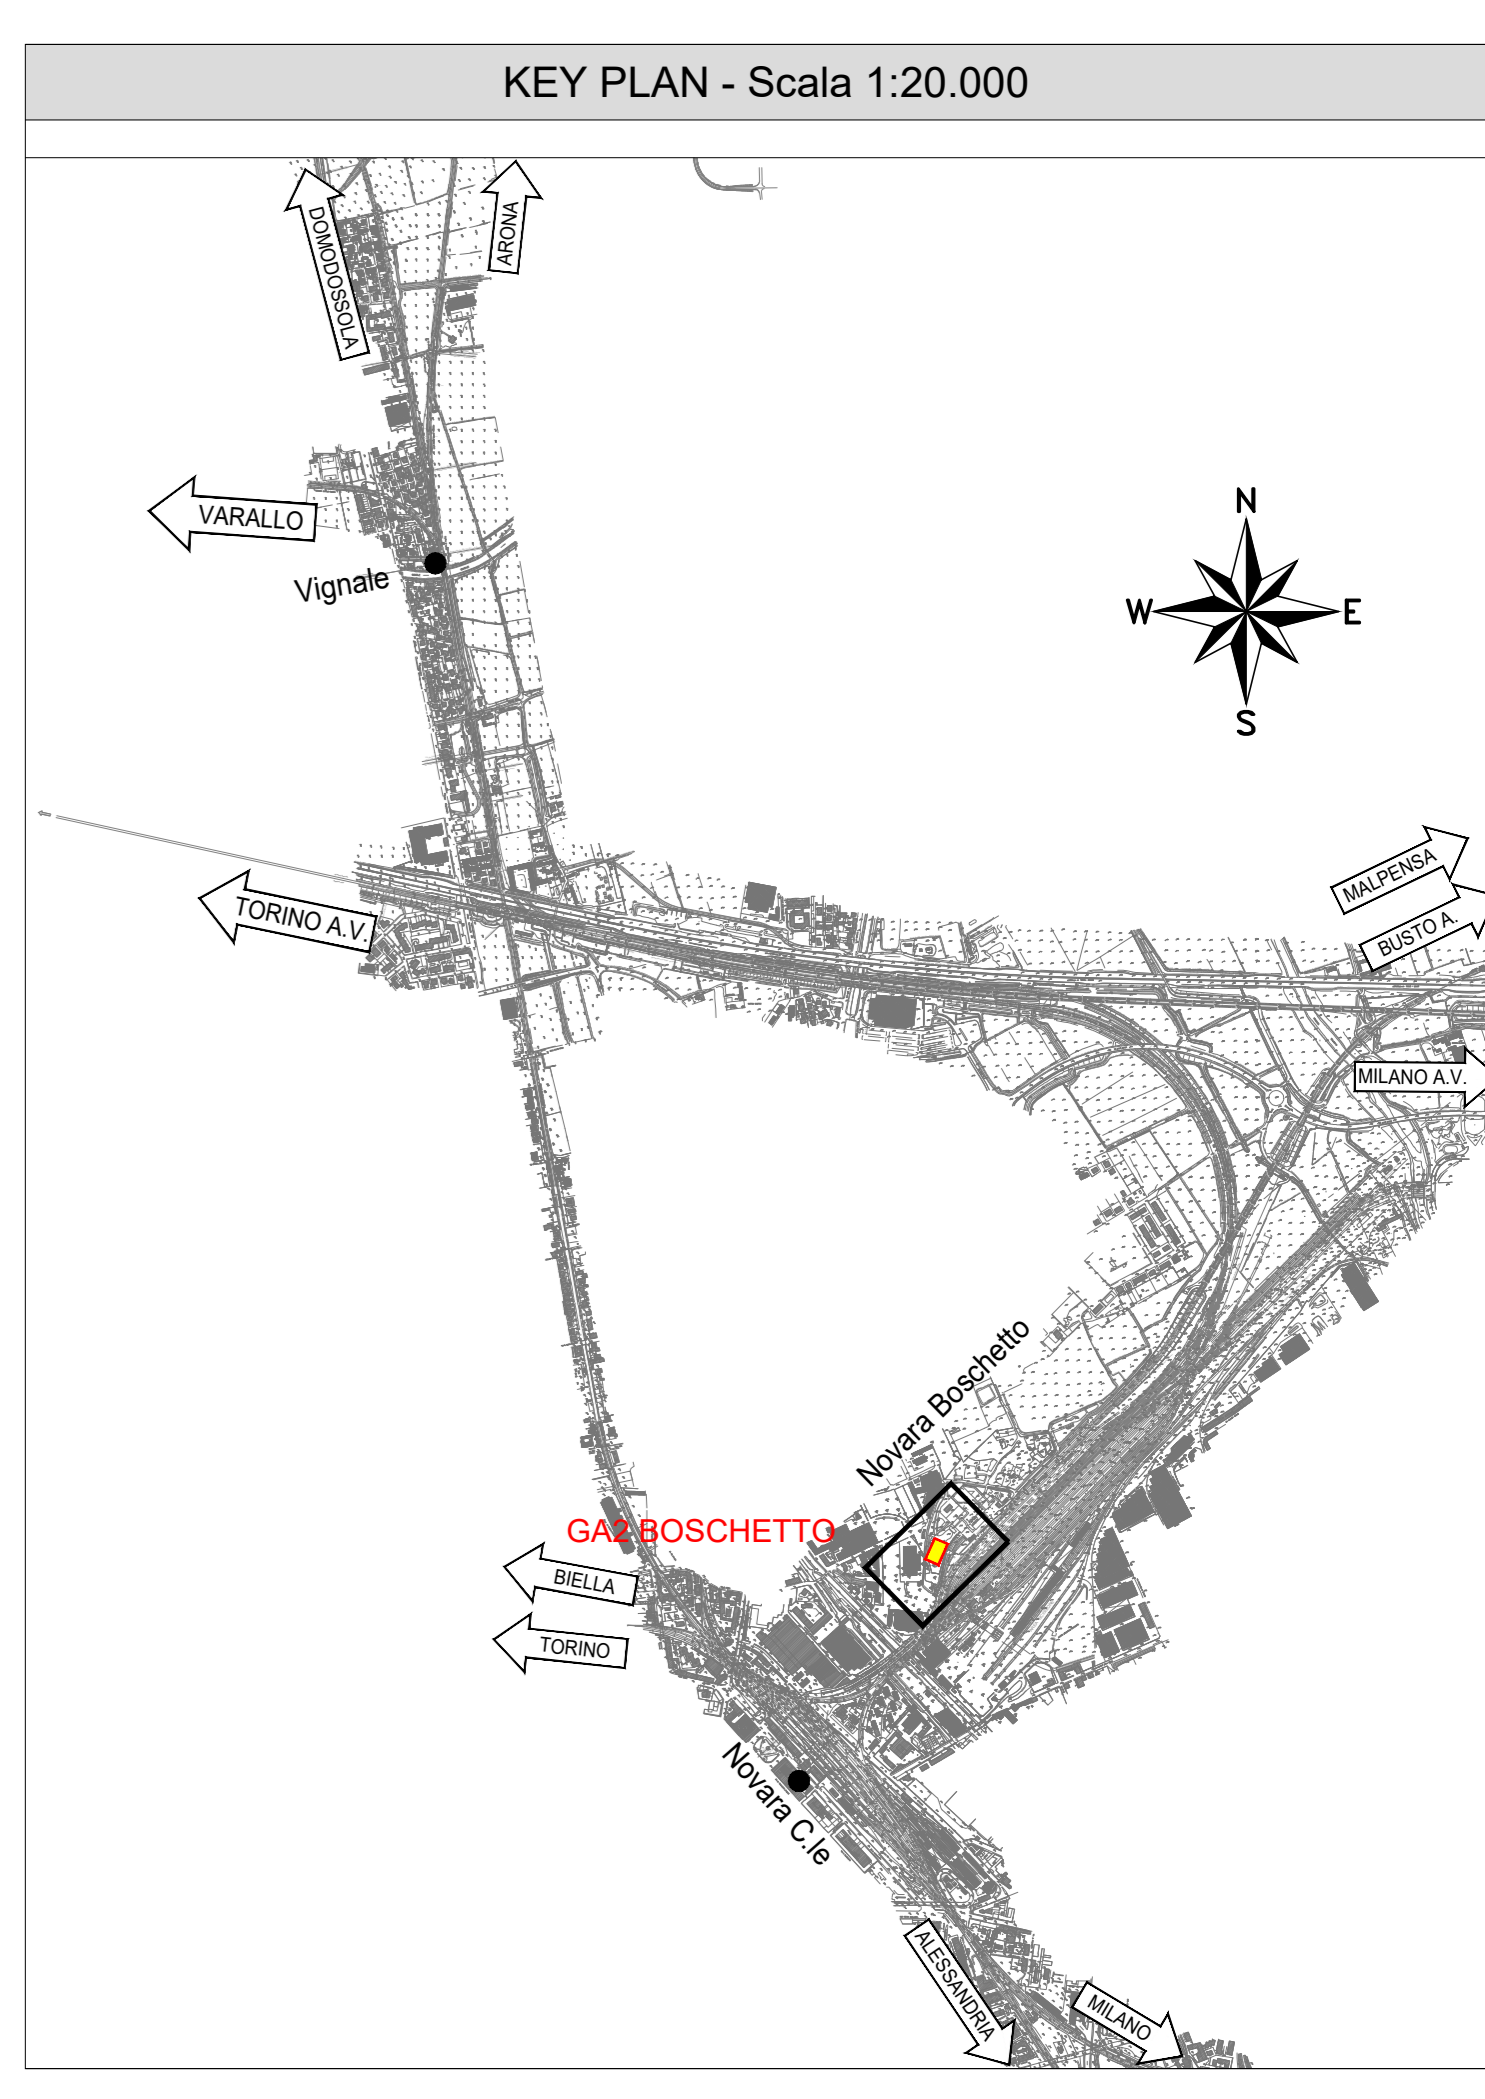 KEY PLAN - Scala 1:20.000
DOMODOSSOLA
ARONA
VARALLO
Vignale
N
W
E
S
MALPENSA
BUSTO A.
TORINO A.V.
MILANO A.V.
Novara Boschetto
GA2 BOSCHETTO
BIELLA
TORINO
Novara C.le
ALESSANDRIA
MILANO